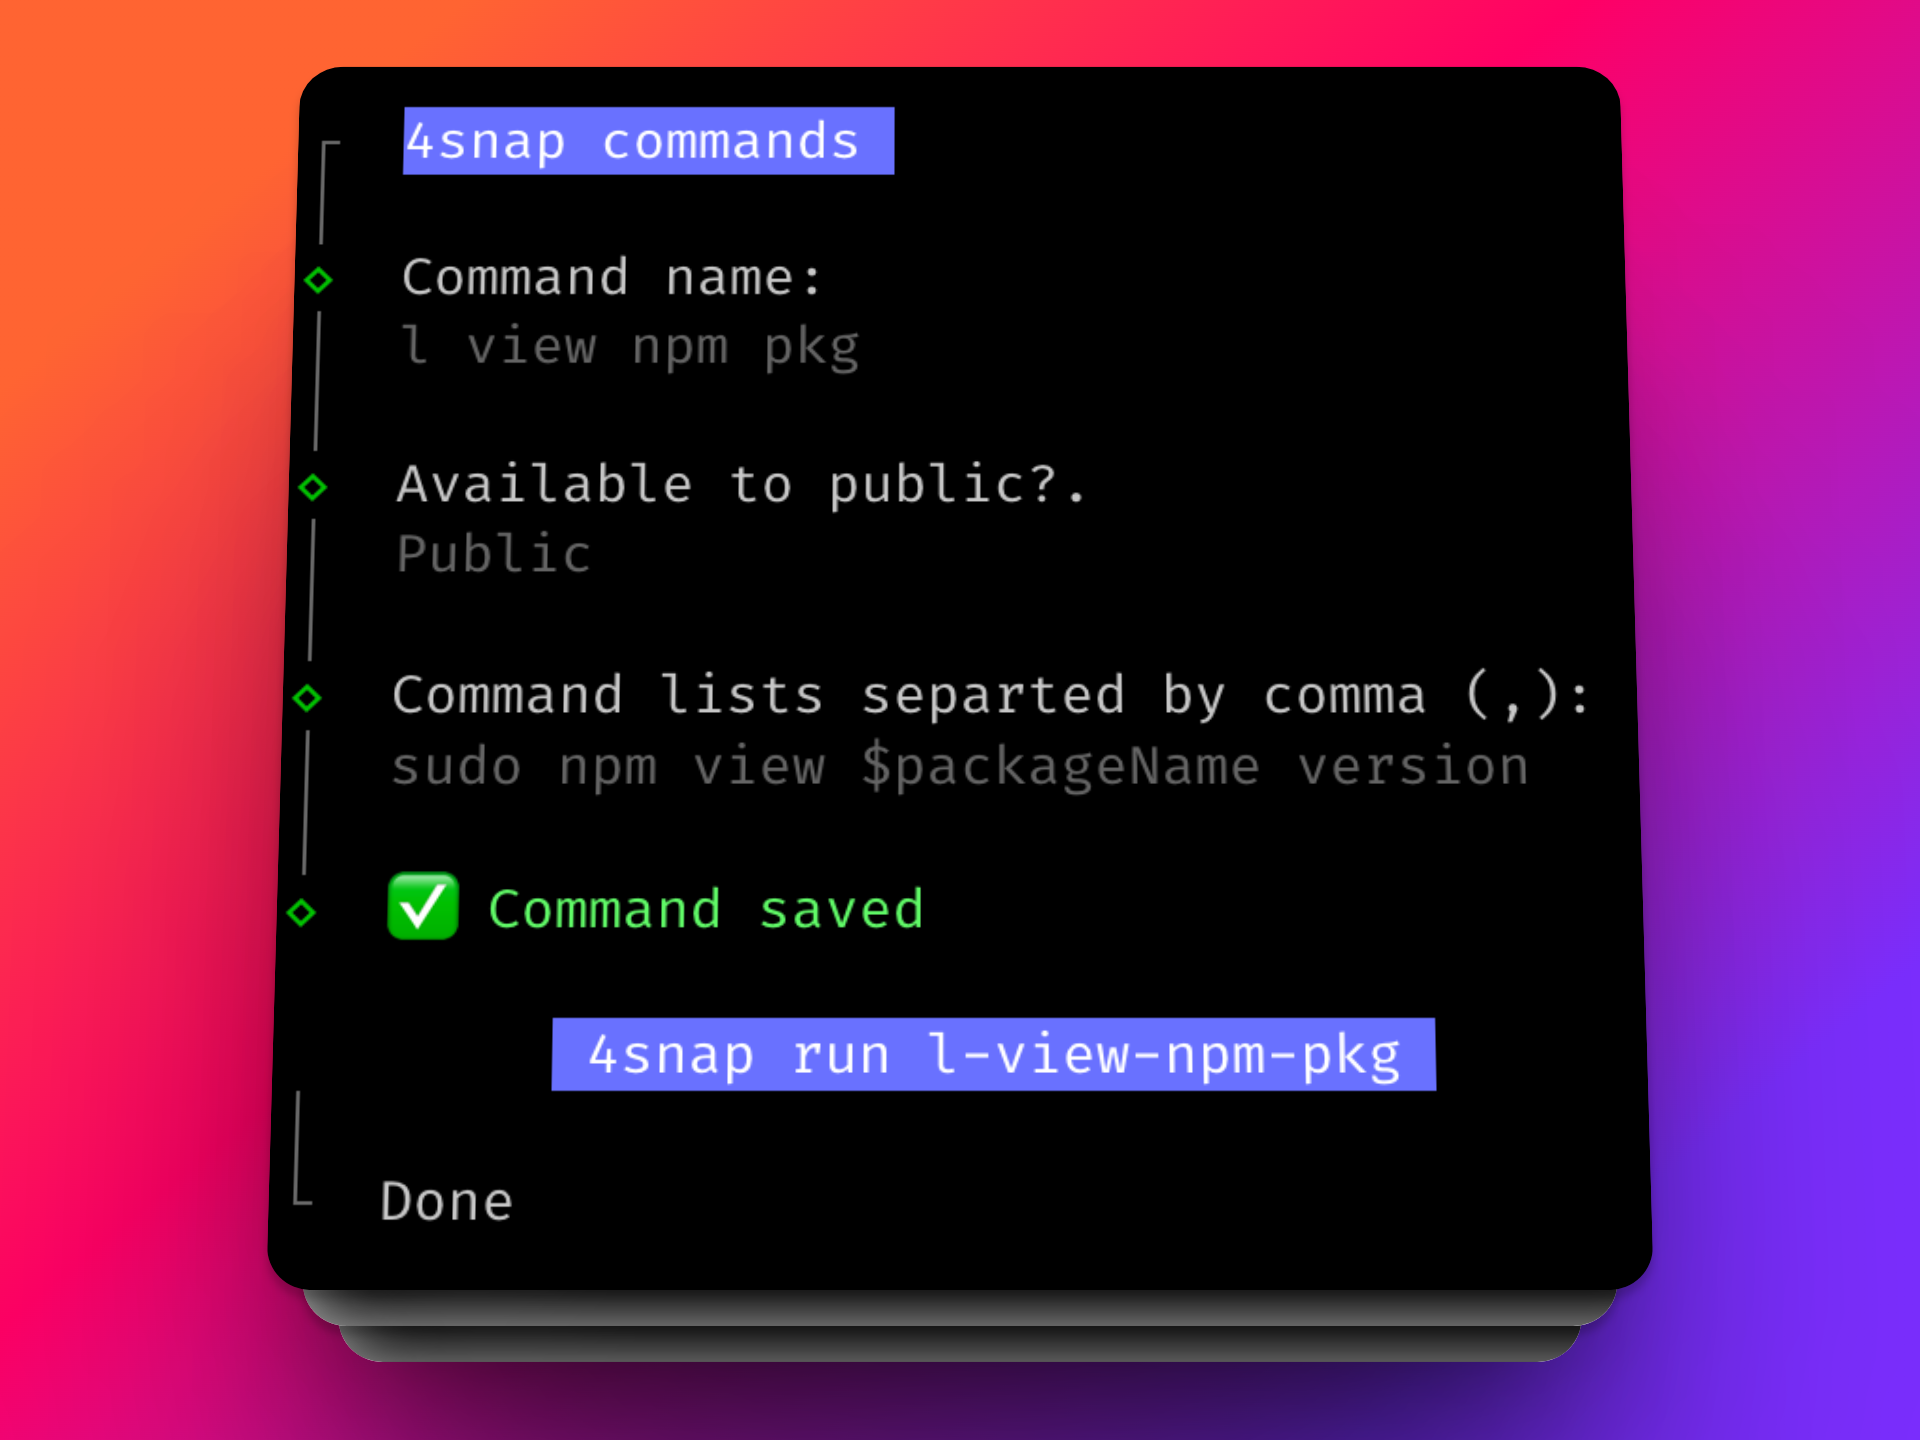 4snap commands
Command name:
l view npm pkg
Available to public?.
Public
Command lists separted by comma (,):
sudo npm view $packageName version
✅ Command saved
4snap run l-view-npm-pkg
Done